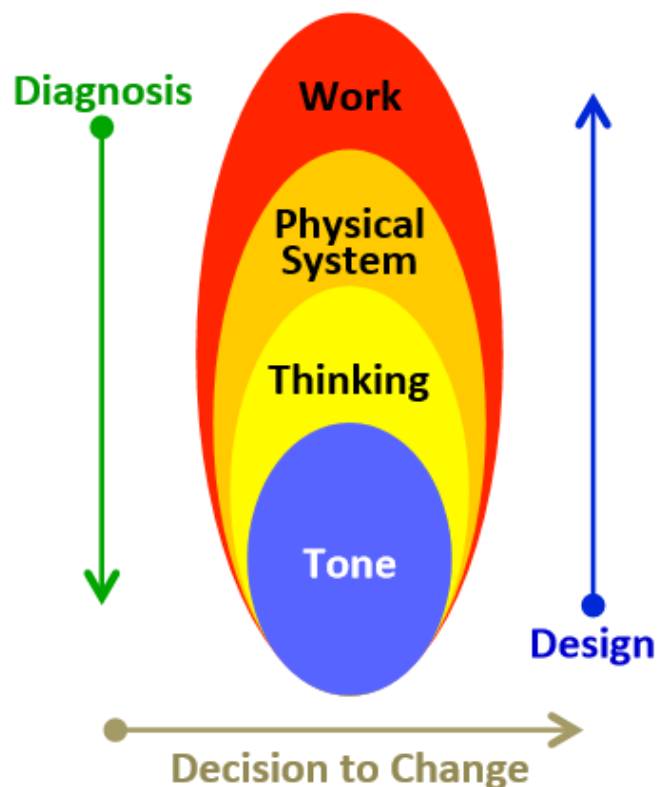 Work
Diagnosis
Physical
System
Thinking
Tone
Design
Decision to Change